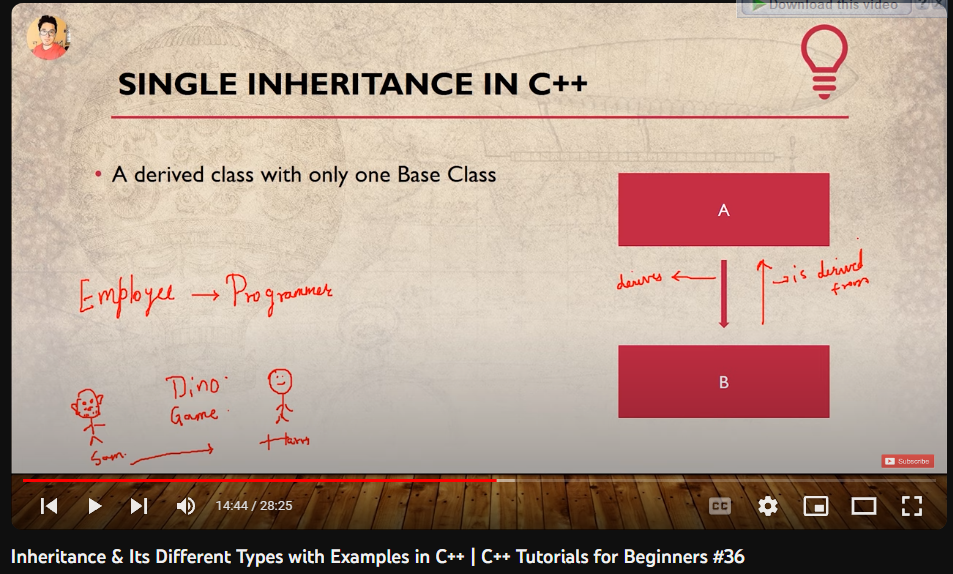 Download this video
SINGLE INHERITANCE IN C++
• A derived class with only one Base Class
A
derives ← → is derived
from
Employee → Programmer
B
Dino
Game
Sam
Subscribe
CC
14:44 / 28:25
Inheritance & Its Different Types with Examples in C++ | C++ Tutorials for Beginners #36